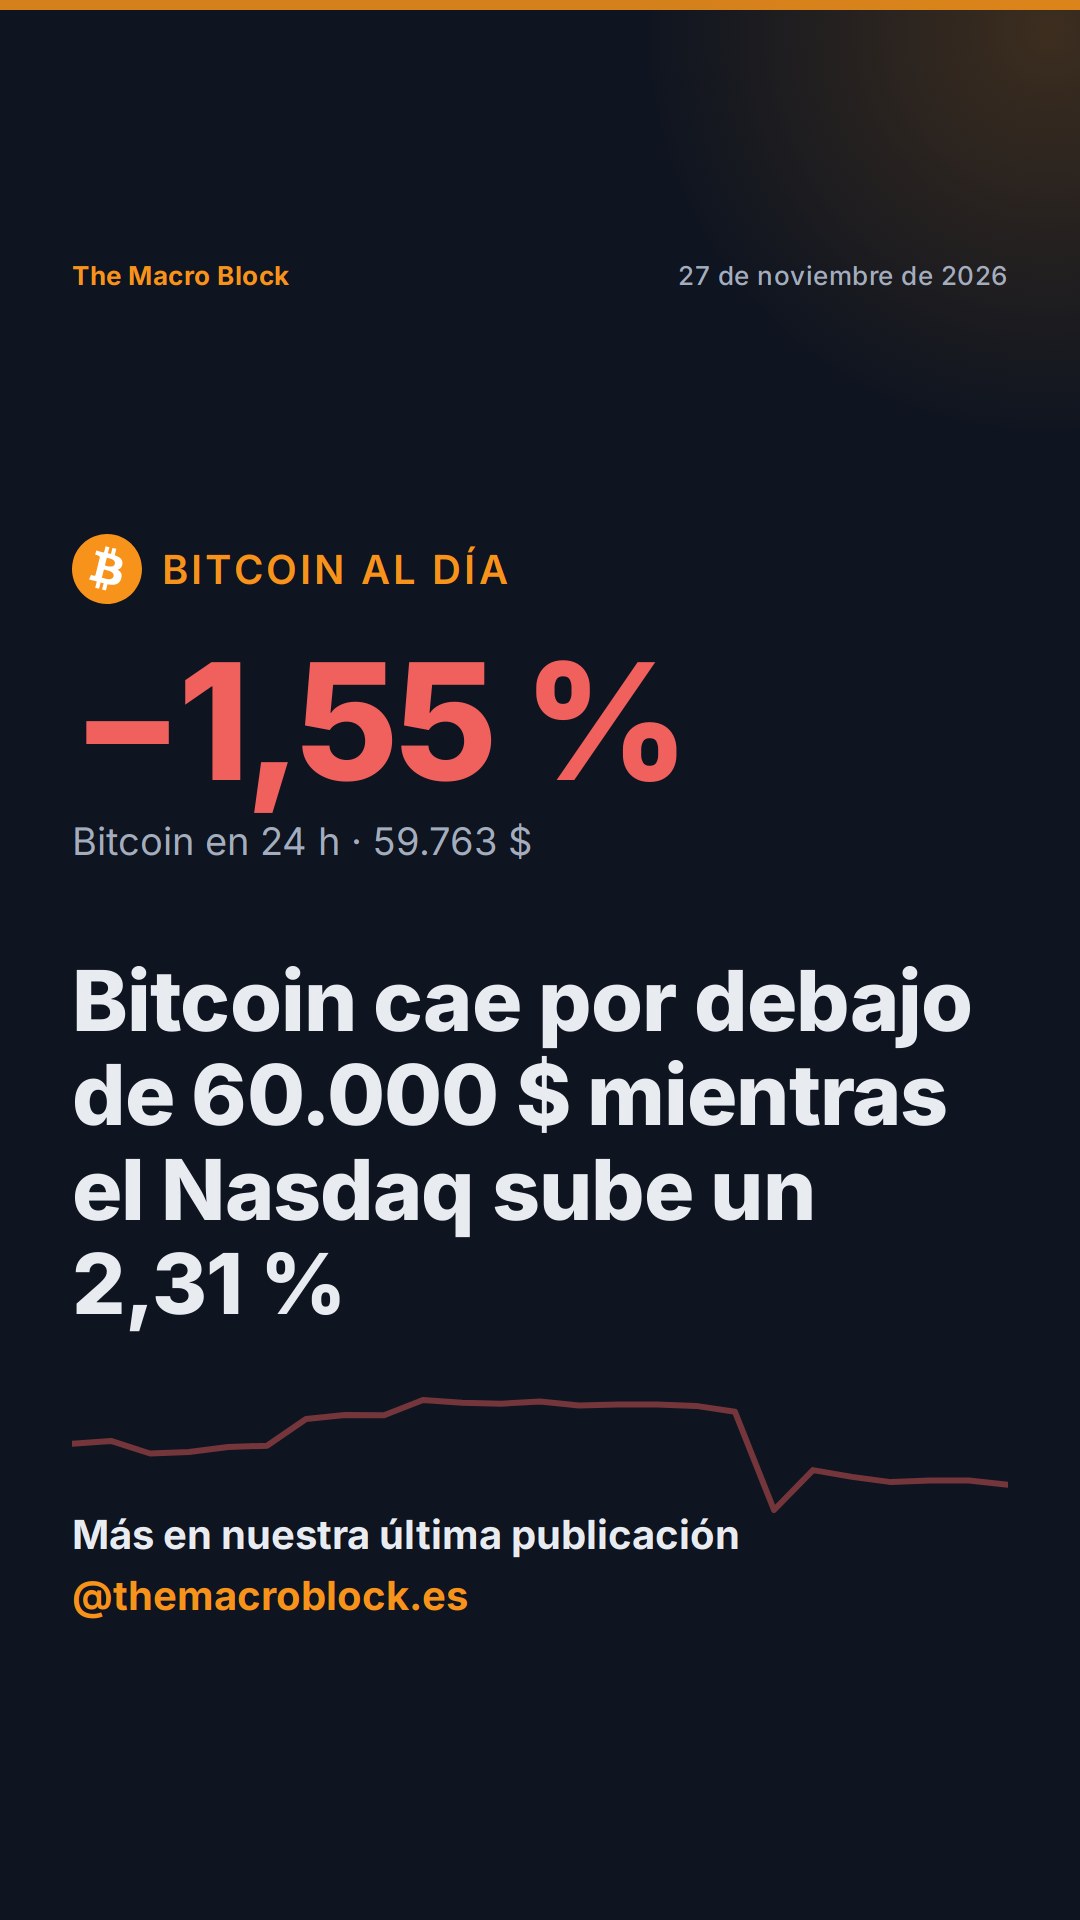 The Macro Block
27 de noviembre de 2026
BITCOIN AL DÍA
−1,55 %
Bitcoin en 24 h · 59.763 $
Bitcoin cae por debajo
de 60.000 $ mientras
el Nasdaq sube un
2,31 %
Más en nuestra última publicación
@themacroblock.es